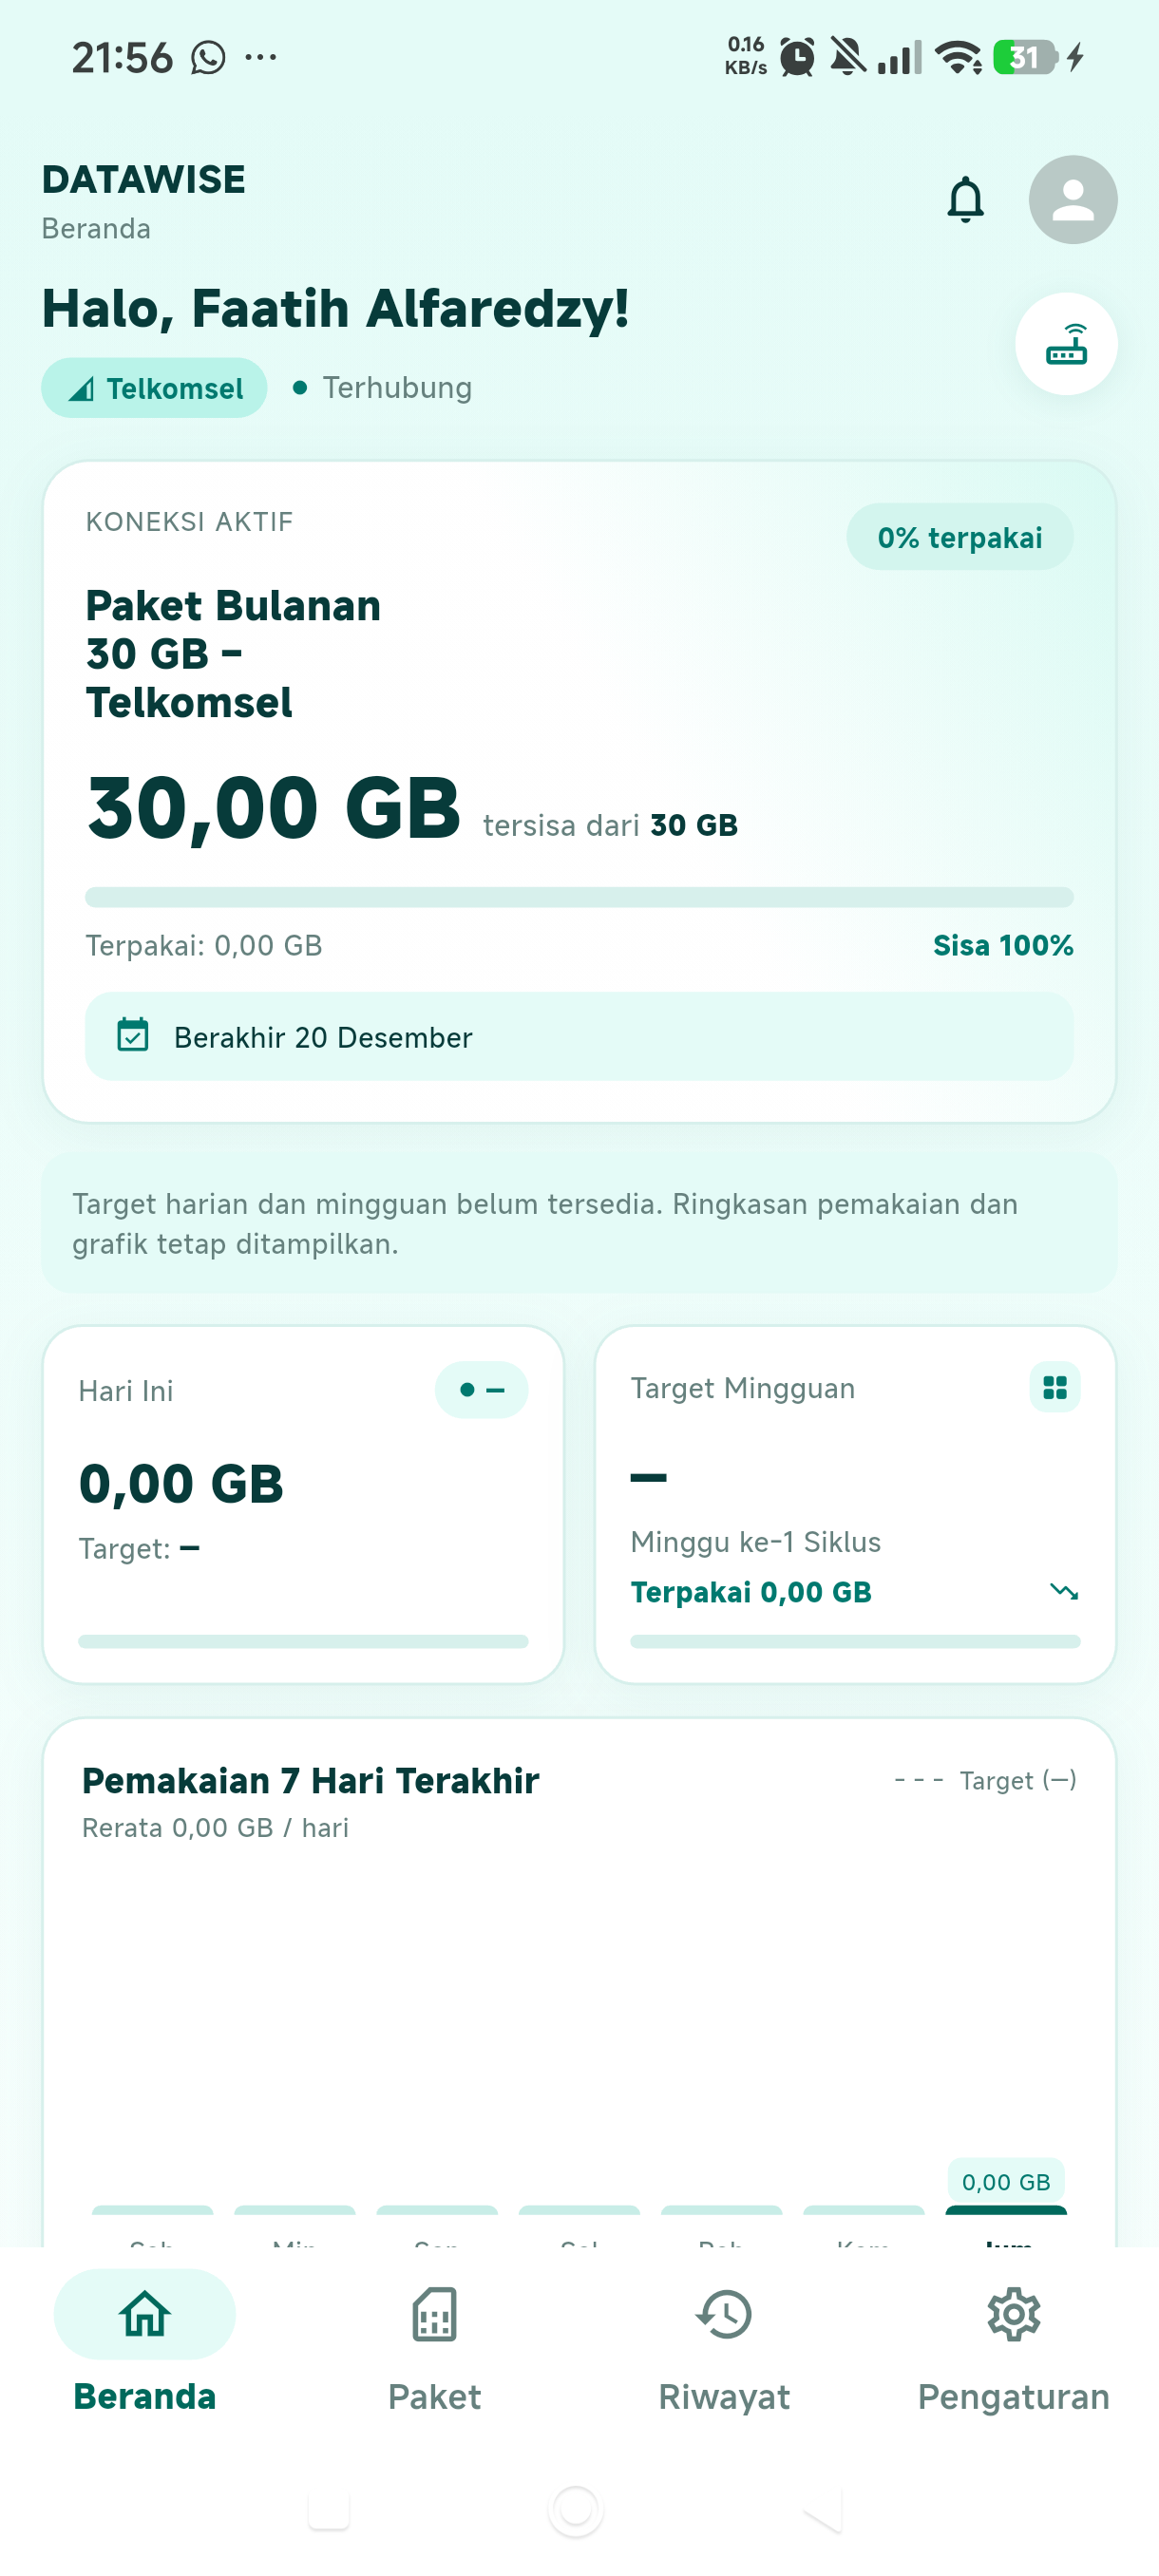 21:56
0.16
KB/s
31
DATAWISE
Beranda
Halo, Faatih Alfaredzy!
Telkomsel
Terhubung
KONEKSI AKTIF
0% terpakai
Paket Bulanan
30 GB –
Telkomsel
30,00 GB tersisa dari 30 GB
Terpakai: 0,00 GB
Sisa 100%
Berakhir 20 Desember
Target harian dan mingguan belum tersedia. Ringkasan pemakaian dan
grafik tetap ditampilkan.
Hari Ini
—
0,00 GB
Target: —
Target Mingguan
—
Minggu ke-1 Siklus
Terpakai 0,00 GB
Pemakaian 7 Hari Terakhir
--- Target (—)
Rerata 0,00 GB / hari
0,00 GB
Beranda
Paket
Riwayat
Pengaturan